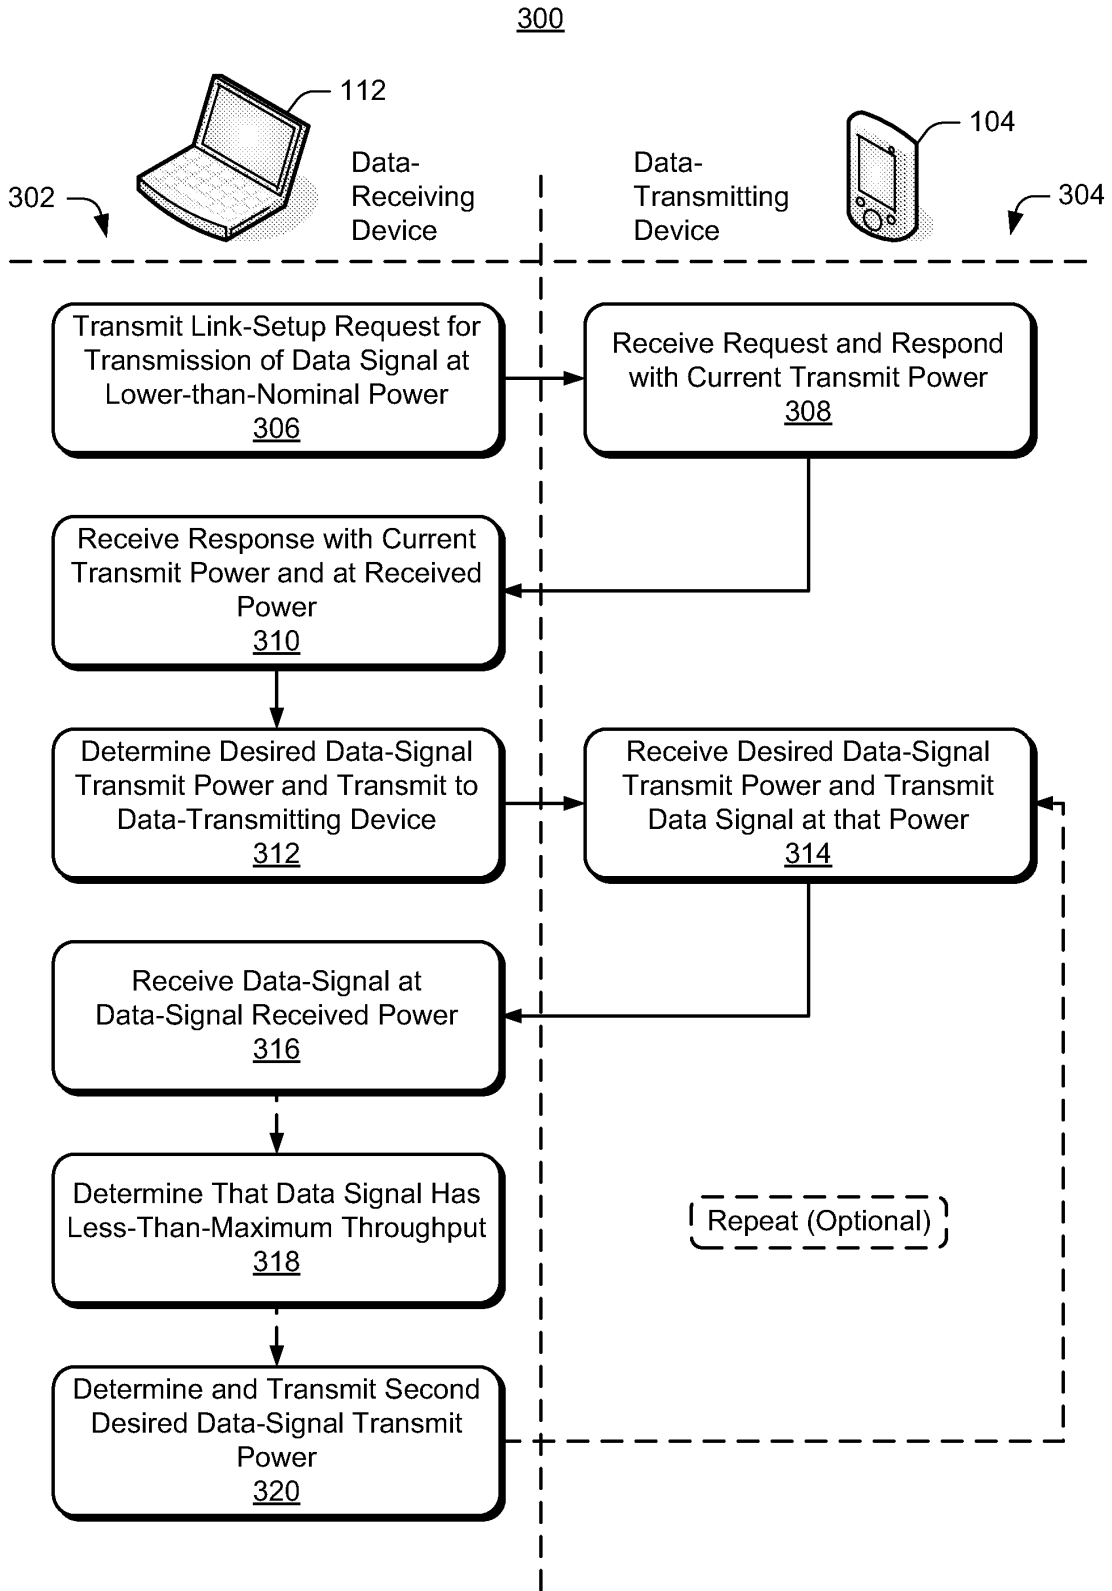 300
112
Data-
Receiving
Device
302
Data-
Transmitting
Device
104
304
Transmit Link-Setup Request for
Transmission of Data Signal at
Lower-than-Nominal Power
306
Receive Request and Respond
with Current Transmit Power
308
Receive Response with Current
Transmit Power and at Received
Power
310
Determine Desired Data-Signal
Transmit Power and Transmit to
Data-Transmitting Device
312
Receive Desired Data-Signal
Transmit Power and Transmit
Data Signal at that Power
314
Receive Data-Signal at
Data-Signal Received Power
316
Determine That Data Signal Has
Less-Than-Maximum Throughput
318
Repeat (Optional)
Determine and Transmit Second
Desired Data-Signal Transmit
Power
320